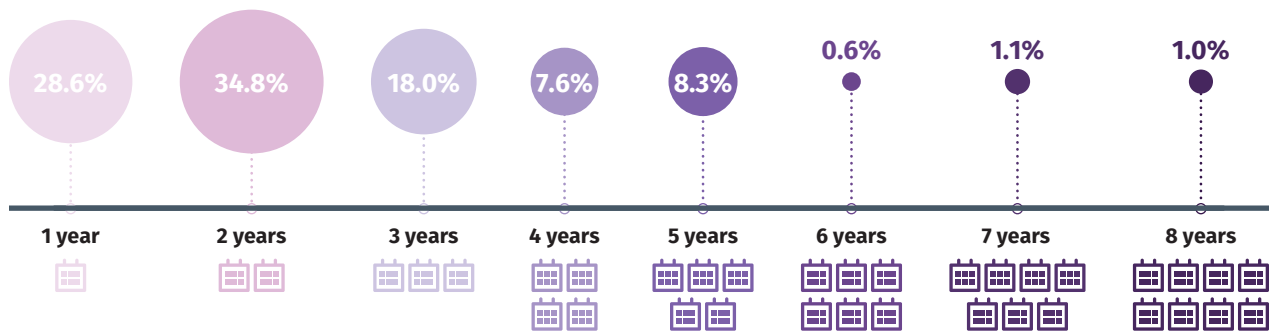 28.6%
34.8%
18.0%
7.6%
8.3%
0.6%
1.1%
1.0%
1 year
2 years
3 years
4 years
5 years
6 years
7 years
8 years